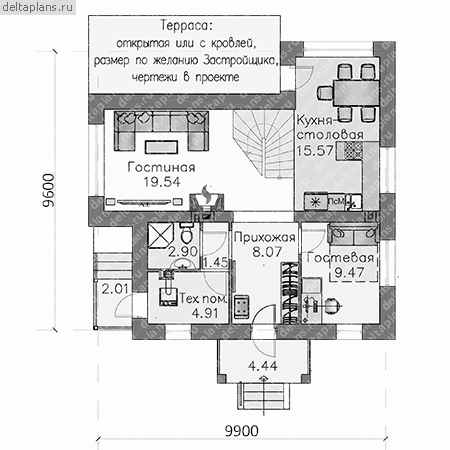 deltaplans.ru
Терраса:
открытая или с кровлей,
размер по желанию Застройщика,
чертежи в проекте
Кухня
столовая
15.57
Гостиная
19.54
ПсМ
Прихожая
8.07
Гостевая
9.47
2.90
1.45
2.01
Тех.пом.
4.91
4.44
9600
9900